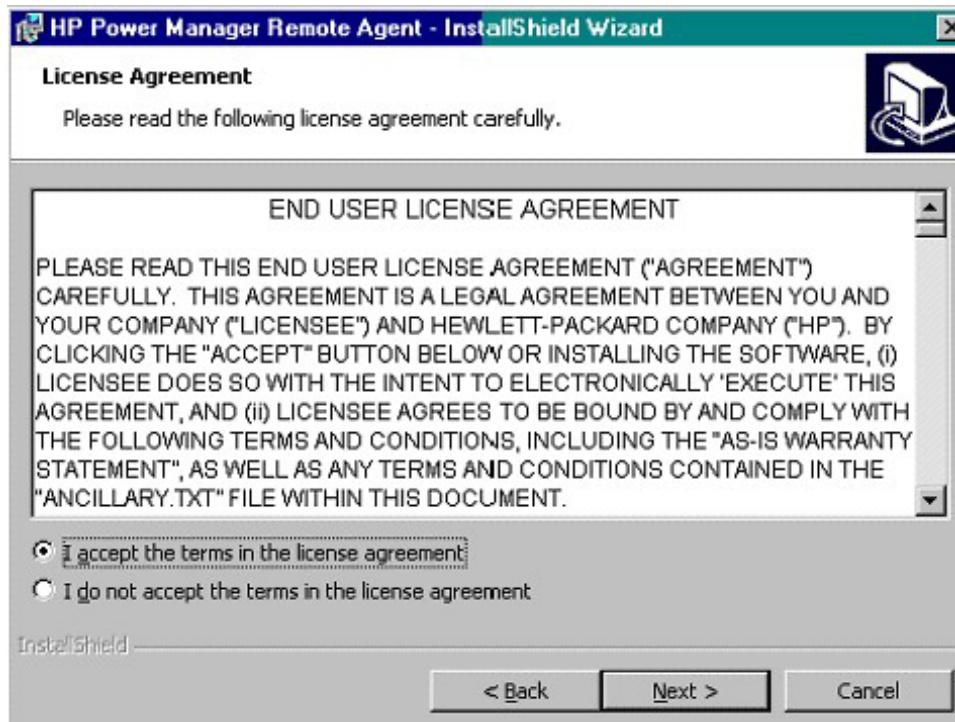 HP Power Manager Remote Agent - InstallShield Wizard
License Agreement
Please read the following license agreement carefully.
END USER LICENSE AGREEMENT
PLEASE READ THIS END USER LICENSE AGREEMENT ("AGREEMENT")
CAREFULLY. THIS AGREEMENT IS A LEGAL AGREEMENT BETWEEN YOU AND
YOUR COMPANY ("LICENSEE") AND HEWLETT-PACKARD COMPANY ("HP"). BY
CLICKING THE "ACCEPT" BUTTON BELOW OR INSTALLING THE SOFTWARE, (i)
LICENSEE DOES SO WITH THE INTENT TO ELECTRONICALLY 'EXECUTE' THIS
AGREEMENT, AND (ii) LICENSEE AGREES TO BE BOUND BY AND COMPLY WITH
THE FOLLOWING TERMS AND CONDITIONS, INCLUDING THE "AS-IS WARRANTY
STATEMENT", AS WELL AS ANY TERMS AND CONDITIONS CONTAINED IN THE
"ANCILLARY.TXT" FILE WITHIN THIS DOCUMENT.
I accept the terms in the license agreement
I do not accept the terms in the license agreement
InstallShield
< Back Next > Cancel